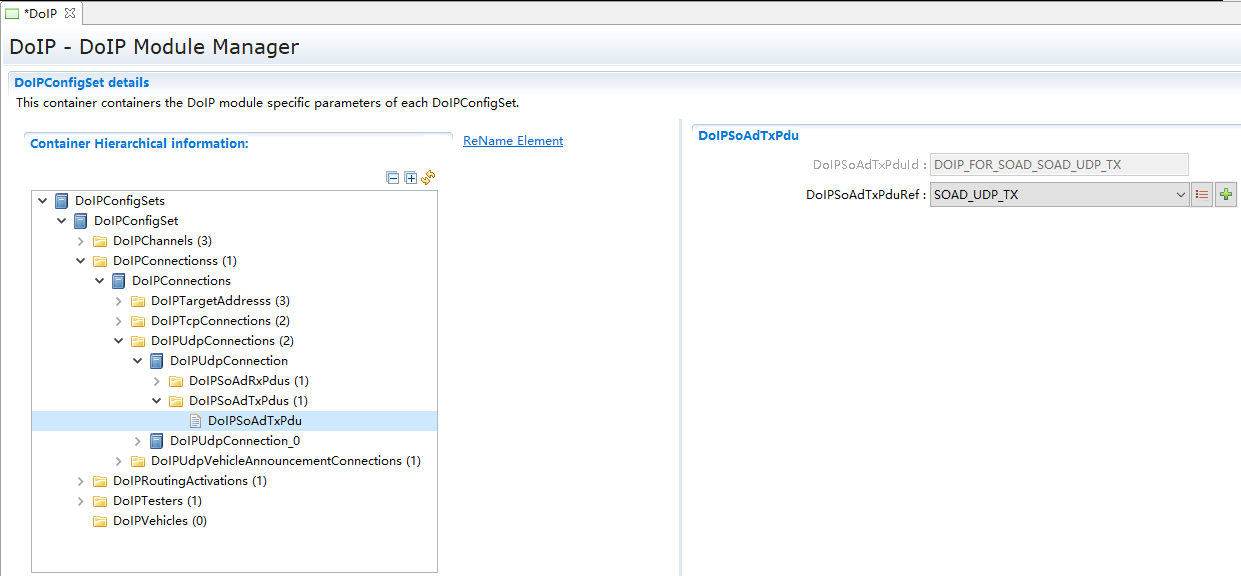 *DoIP
DoIP - DoIP Module Manager
DoIPConfigSet details
This container containers the DoIP module specific parameters of each DoIPConfigSet.
Container Hierarchical information:
ReName Element
DoIPConfigSets
DoIPConfigSet
DoIPChannels (3)
DoIPConnectionss (1)
DoIPConnections
DoIPTargetAddresss (3)
DoIPTcpConnections (2)
DoIPUdpConnections (2)
DoIPUdpConnection
DoIPSoAdRxPdus (1)
DoIPSoAdTxPdus (1)
DoIPSoAdTxPdu
DoIPUdpConnection_0
DoIPUdpVehicleAnnouncementConnections (1)
DoIPRoutingActivations (1)
DoIPTesters (1)
DoIPVehicles (0)
DoIPSoAdTxPdu
DoIPSoAdTxPduId : DOIP_FOR_SOAD_SOAD_UDP_TX
DoIPSoAdTxPduRef : SOAD_UDP_TX